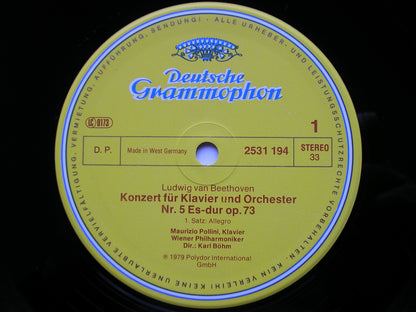 ALLE URHEBER- UND LEISTUNGSSCHUTZRECHTE VORBEHALTEN · KEIN VERLEIH! KEINE UNERLAUBTE VERVIELFÄLTIGUNG, VERMIETUNG, AUFFÜHRUNG, SENDUNG!
Deutsche
Grammophon
LC 0173
1
D. P.
Made in West Germany
2531 194
STEREO
33
Ludwig van Beethoven
Konzert für Klavier und Orchester
Nr. 5 Es-dur op. 73
1. Satz: Allegro
Maurizio Pollini, Klavier
Wiener Philharmoniker
Dir.: Karl Böhm
℗ 1979 Polydor International
GmbH